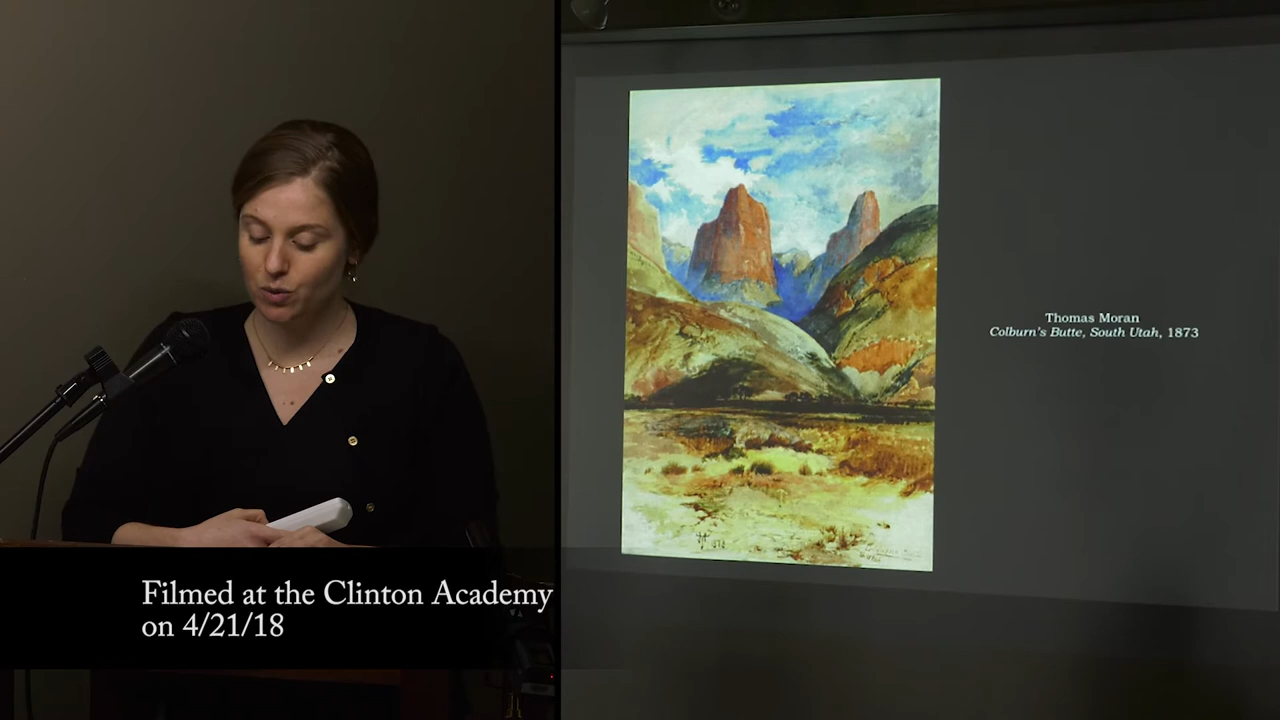 Thomas Moran
Colburn's Butte, South Utah, 1873
Filmed at the Clinton Academy
on 4/21/18